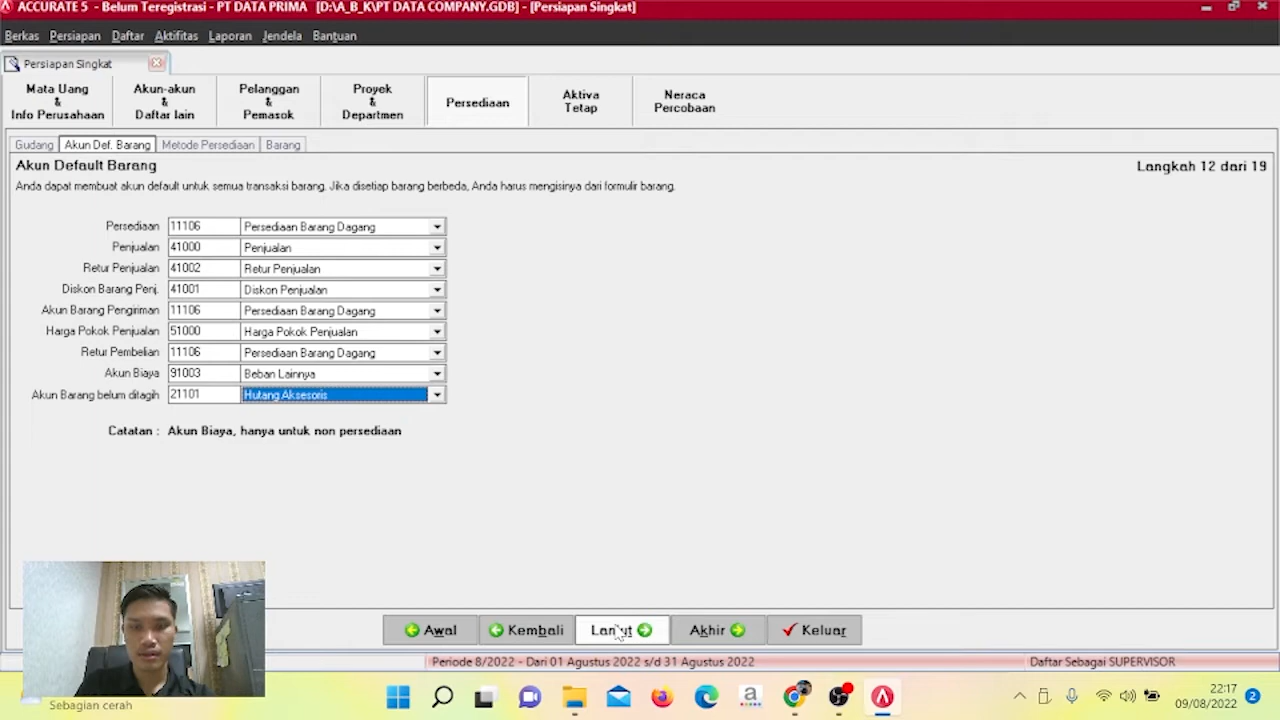 ACCURATE 5 - Belum Teregistrasi - PT DATA PRIMA [D:\A_B_K\PT DATA COMPANY.GDB] - [Persiapan Singkat]
Berkas Persiapan Daftar Aktifitas Laporan Jendela Bantuan
Persiapan Singkat
Mata Uang
&
Info Perusahaan
Akun-akun
&
Daftar lain
Pelanggan
&
Pemasok
Proyek
&
Departmen
Persediaan
Aktiva
Tetap
Neraca
Percobaan
Gudang Akun Def. Barang Metode Persediaan Barang
Akun Default Barang
Langkah 12 dari 19
Anda dapat membuat akun default untuk semua transaksi barang. Jika disetiap barang berbeda, Anda harus mengisinya dari formulir barang.
Persediaan 11106 Persediaan Barang Dagang
Penjualan 41000 Penjualan
Retur Penjualan 41002 Retur Penjualan
Diskon Barang Penj. 41001 Diskon Penjualan
Akun Barang Pengiriman 11106 Persediaan Barang Dagang
Harga Pokok Penjualan 51000 Harga Pokok Penjualan
Retur Pembelian 11106 Persediaan Barang Dagang
Akun Biaya 91003 Beban Lainnya
Akun Barang belum ditagih 21101 Hutang Aksesoris
Catatan : Akun Biaya, hanya untuk non persediaan
Awal Kembali Lanjut Akhir Keluar
Periode 8/2022 - Dari 01 Agustus 2022 s/d 31 Agustus 2022
Daftar Sebagai SUPERVISOR
Sebagian cerah
22:17
09/08/2022
2